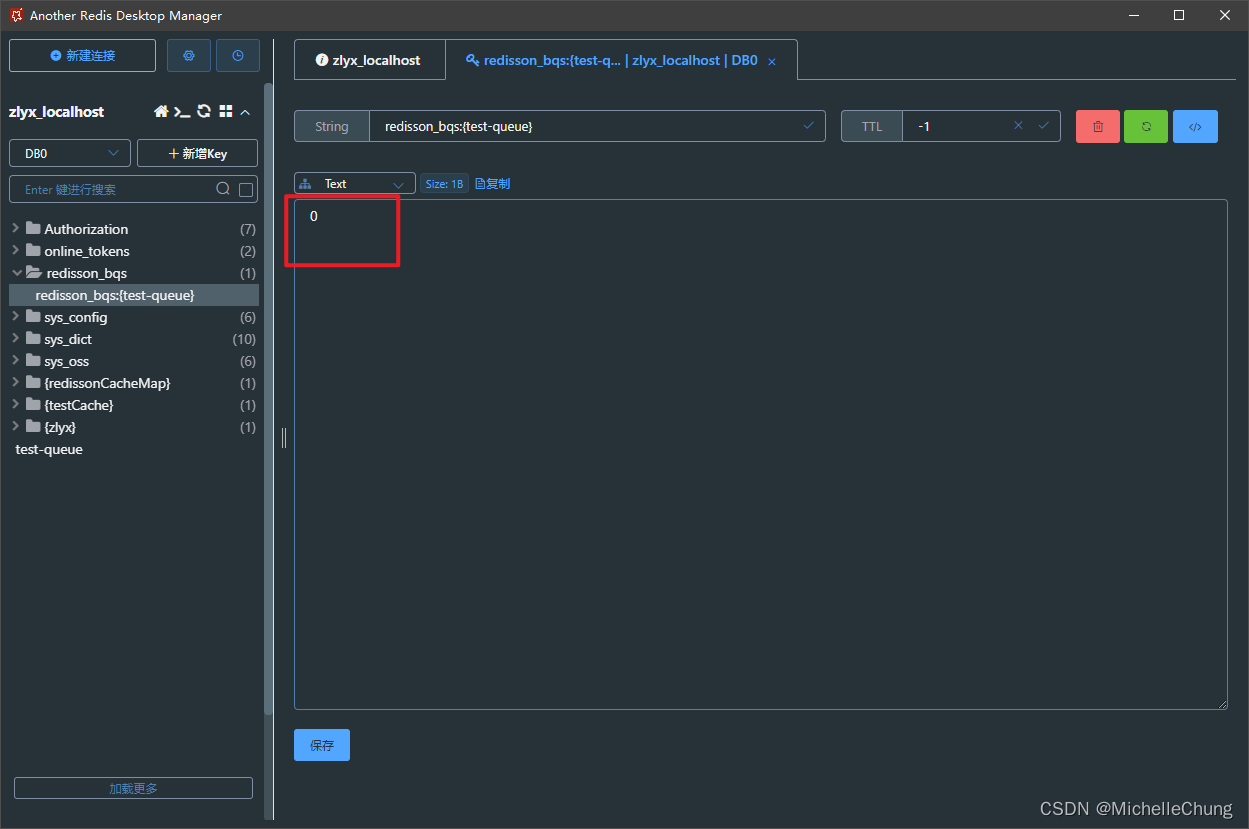 Another Redis Desktop Manager
新建连接
zlyx_localhost
DB0
新增Key
Enter 键进行搜索
Authorization (7)
online_tokens (2)
redisson_bqs (1)
redisson_bqs:{test-queue}
sys_config (6)
sys_dict (10)
sys_oss (6)
{redissonCacheMap} (1)
{testCache} (1)
{zlyx} (1)
test-queue
加载更多
zlyx_localhost
redisson_bqs:{test-q... | zlyx_localhost | DB0
String redisson_bqs:{test-queue}
TTL -1
Text Size: 1B 复制
0
保存
CSDN @MichelleChung